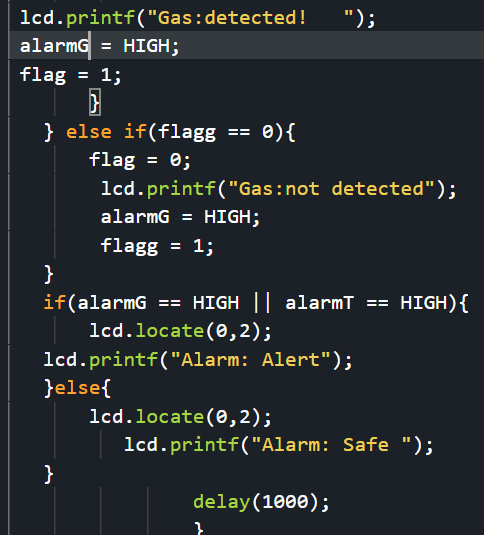 lcd.printf("Gas:detected!   ");
alarmG = HIGH;
flag = 1;
}
} else if(flagg == 0){
flag = 0;
lcd.printf("Gas:not detected");
alarmG = HIGH;
flagg = 1;
}
if(alarmG == HIGH || alarmT == HIGH){
lcd.locate(0,2);
lcd.printf("Alarm: Alert");
}else{
lcd.locate(0,2);
lcd.printf("Alarm: Safe ");
}
delay(1000);
}